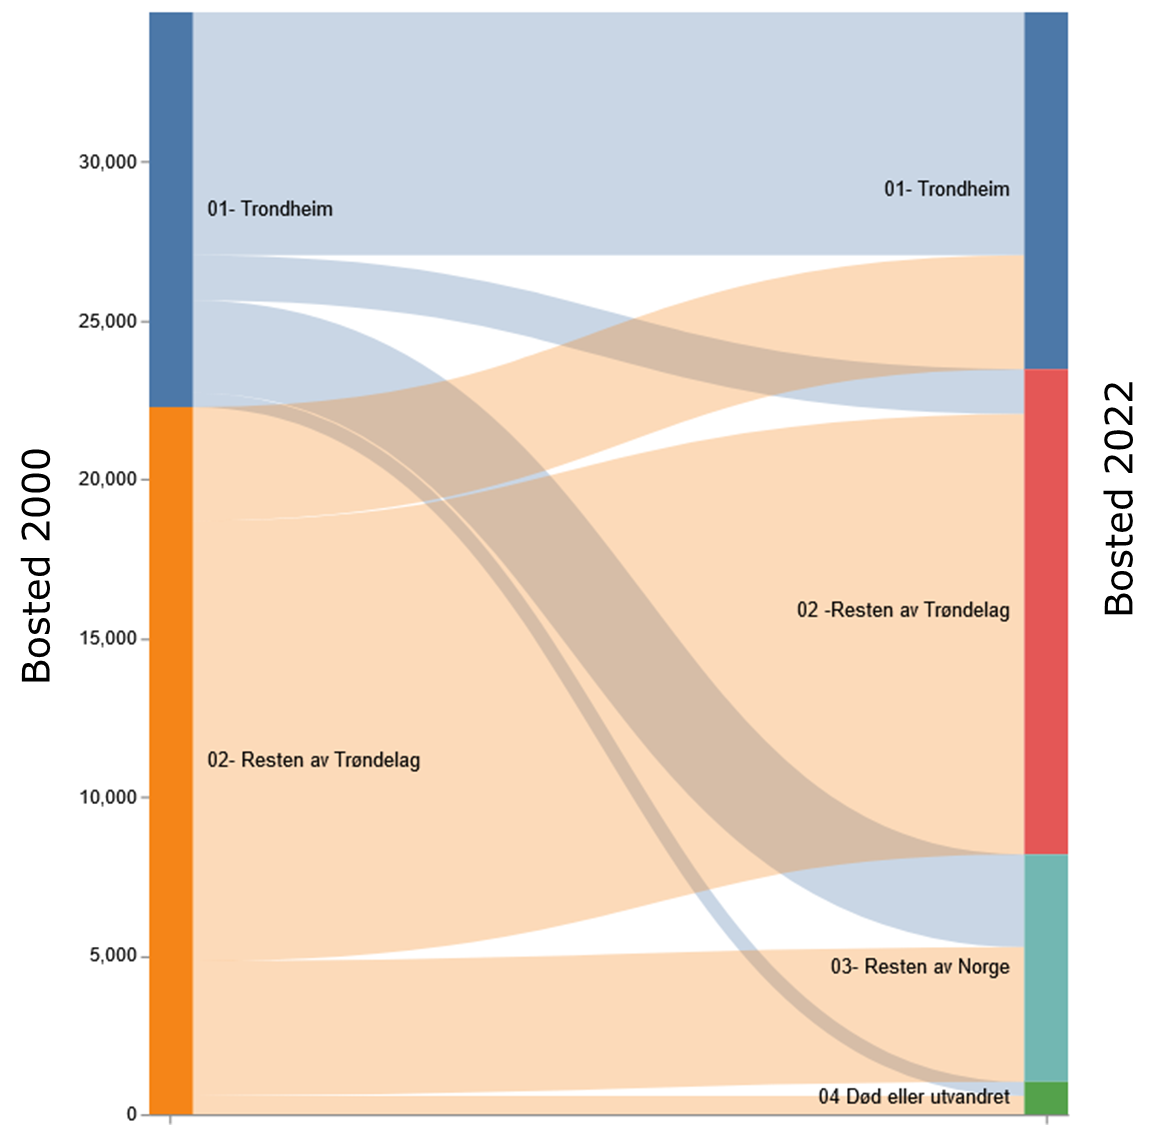 30,000
25,000
20,000
15,000
10,000
5,000
0
Bosted 2000
01- Trondheim
02- Resten av Trøndelag
01- Trondheim
02 -Resten av Trøndelag
03- Resten av Norge
04 Død eller utvandret
Bosted 2022